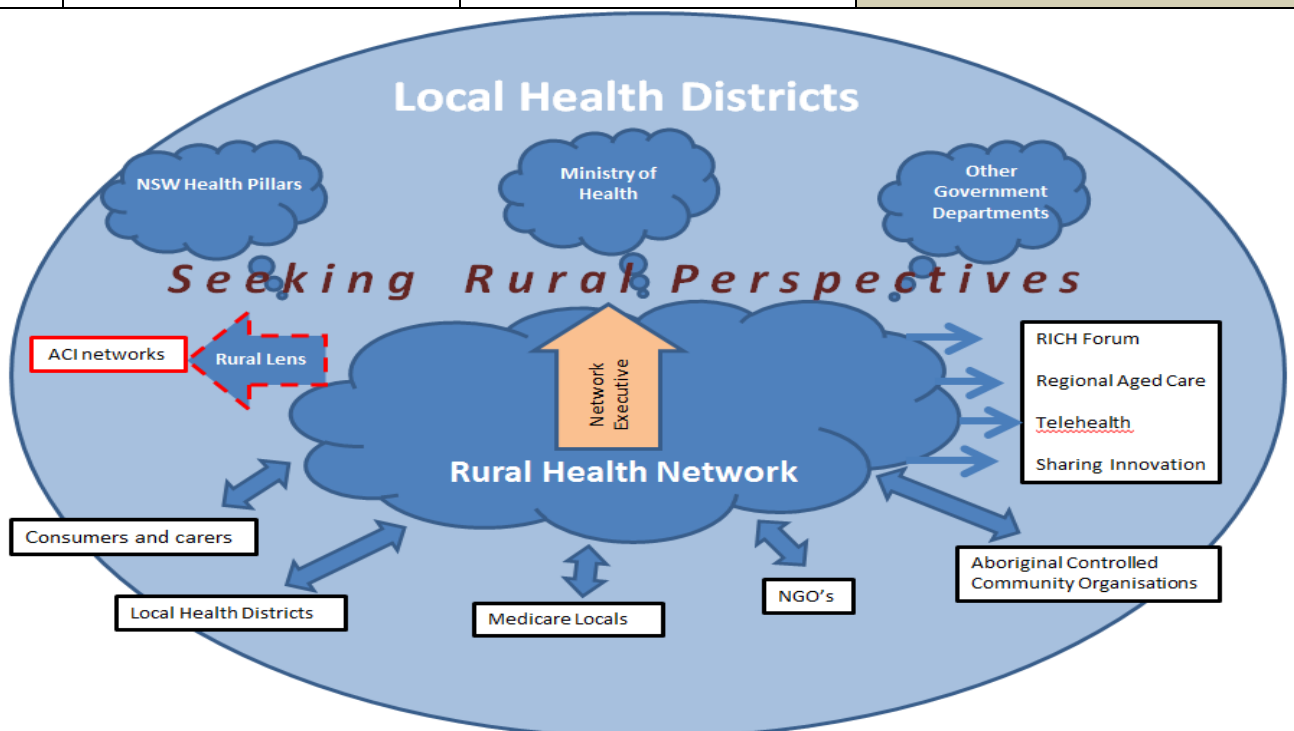 Local Health Districts
NSW Health Pillars
Ministry of
Health
Other
Government
Departments
Seeking Rural Perspectives
ACI networks
Rural Lens
Network
Executive
RICH Forum
Regional Aged Care
Telehealth
Sharing Innovation
Rural Health Network
Consumers and carers
Local Health Districts
Medicare Locals
NGO's
Aboriginal Controlled
Community Organisations